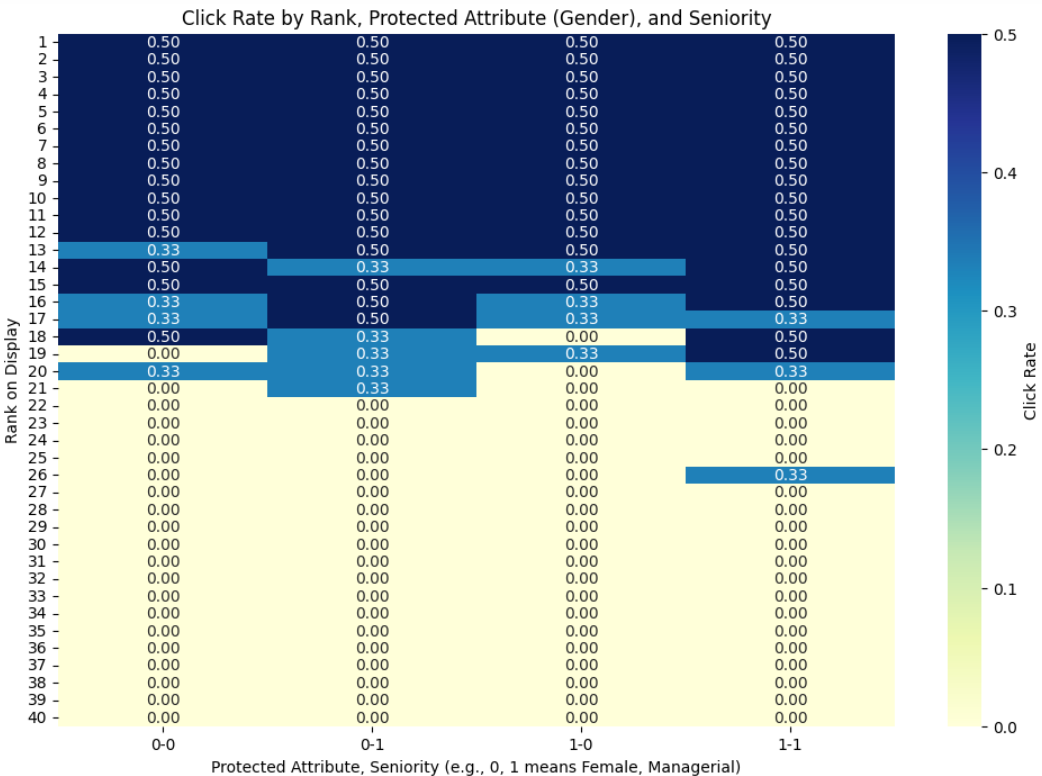 Click Rate by Rank, Protected Attribute (Gender), and Seniority
1 0.50 0.50 0.50 0.50 0.5
2 0.50 0.50 0.50 0.50
3 0.50 0.50 0.50 0.50
4 0.50 0.50 0.50 0.50
5 0.50 0.50 0.50 0.50
6 0.50 0.50 0.50 0.50
7 0.50 0.50 0.50 0.50
8 0.50 0.50 0.50 0.50
9 0.50 0.50 0.50 0.50 0.4
10 0.50 0.50 0.50 0.50
11 0.50 0.50 0.50 0.50
12 0.50 0.50 0.50 0.50
13 0.33 0.50 0.50 0.50
14 0.50 0.33 0.33 0.50
15 0.50 0.50 0.50 0.50
16 0.33 0.50 0.33 0.50
17 0.33 0.50 0.33 0.33 0.3
18 0.50 0.33 0.00 0.50
19 0.00 0.33 0.33 0.50
20 0.33 0.33 0.00 0.33
21 0.00 0.33 0.00 0.00
22 0.00 0.00 0.00 0.00
23 0.00 0.00 0.00 0.00
24 0.00 0.00 0.00 0.00
25 0.00 0.00 0.00 0.00 0.2
26 0.00 0.00 0.00 0.33
27 0.00 0.00 0.00 0.00
28 0.00 0.00 0.00 0.00
29 0.00 0.00 0.00 0.00
30 0.00 0.00 0.00 0.00
31 0.00 0.00 0.00 0.00
32 0.00 0.00 0.00 0.00
33 0.00 0.00 0.00 0.00 0.1
34 0.00 0.00 0.00 0.00
35 0.00 0.00 0.00 0.00
36 0.00 0.00 0.00 0.00
37 0.00 0.00 0.00 0.00
38 0.00 0.00 0.00 0.00
39 0.00 0.00 0.00 0.00
40 0.00 0.00 0.00 0.00 0.0
0-0 0-1 1-0 1-1
Rank on Display
Click Rate
Protected Attribute, Seniority (e.g., 0, 1 means Female, Managerial)